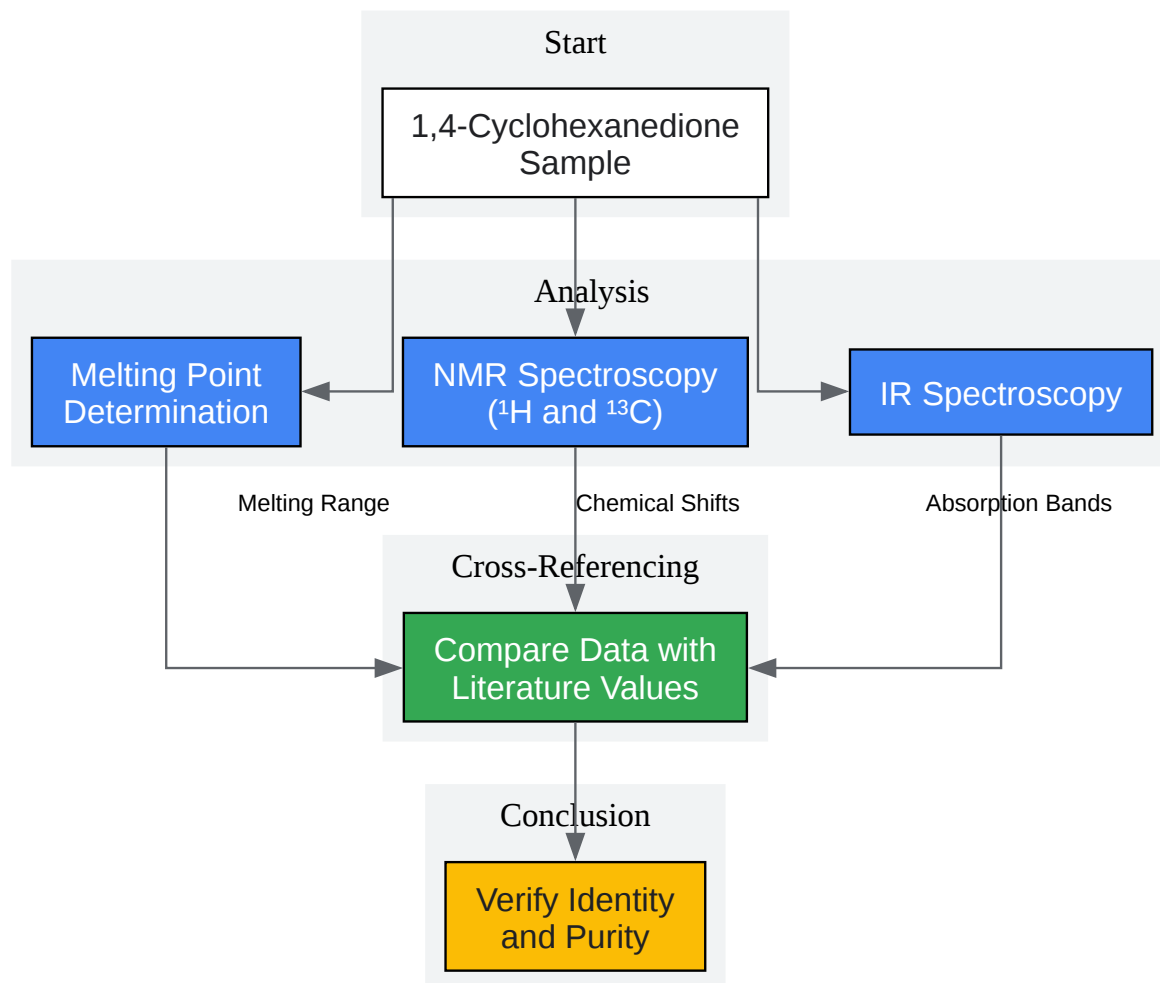 Start
1,4-Cyclohexanedione
Sample
Analysis
Melting Point
Determination
NMR Spectroscopy
(¹H and ¹³C)
IR Spectroscopy
Melting Range
Chemical Shifts
Absorption Bands
Cross-Referencing
Compare Data with
Literature Values
Conclusion
Verify Identity
and Purity